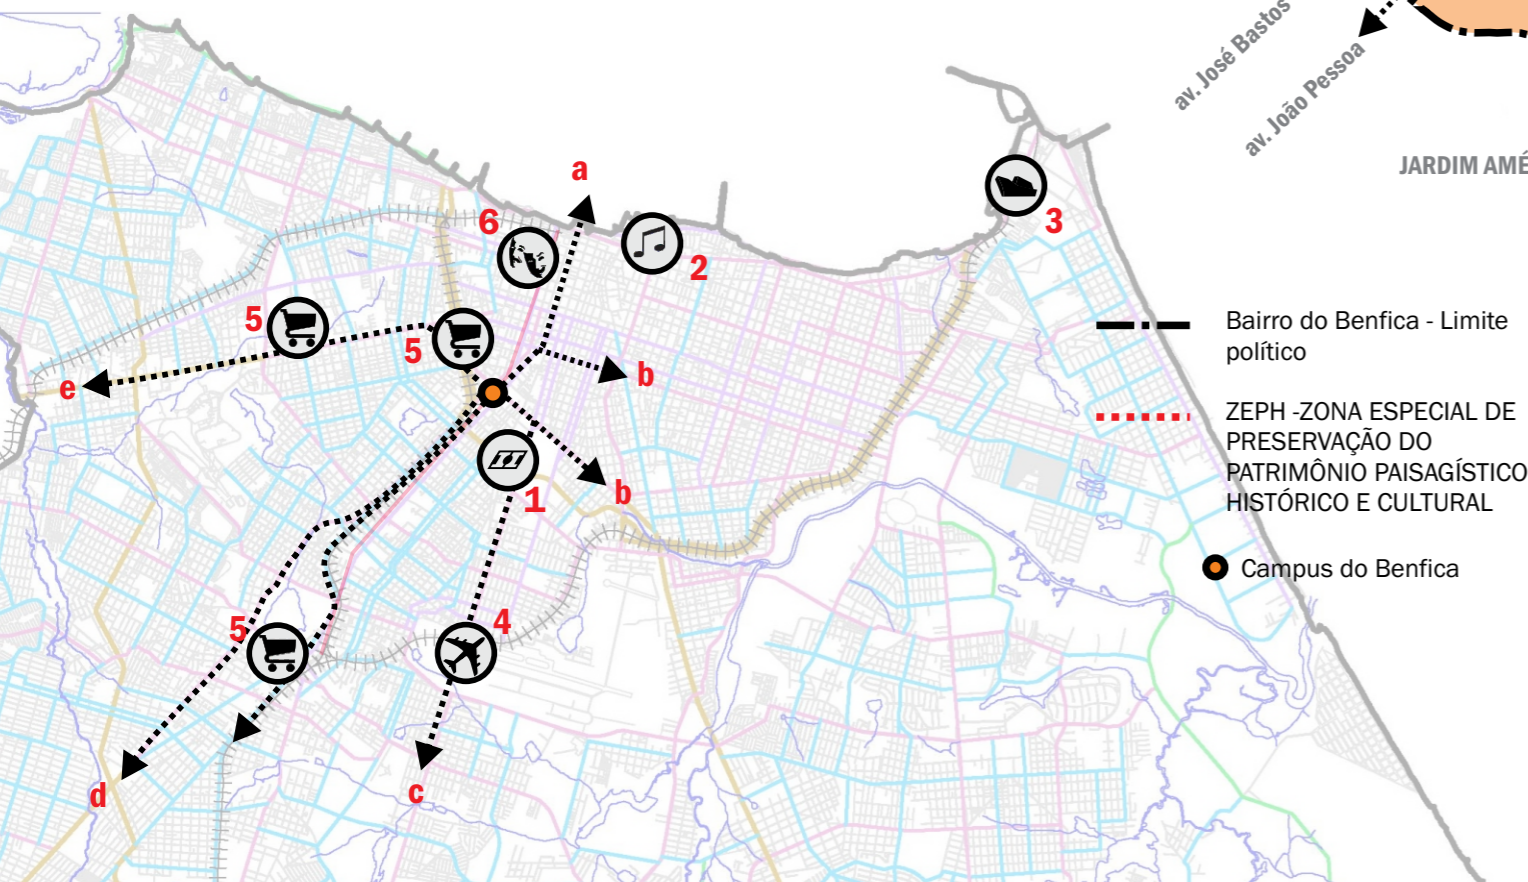 av. José Bastos
av. João Pessoa
JARDIM AMÉ
a
6
2
3
5
5
e
b
b
1
4
5
d
c
Bairro do Benfica - Limite
político
ZEPH -ZONA ESPECIAL DE
PRESERVAÇÃO DO
PATRIMÔNIO PAISAGÍSTICO
HISTÓRICO E CULTURAL
Campus do Benfica